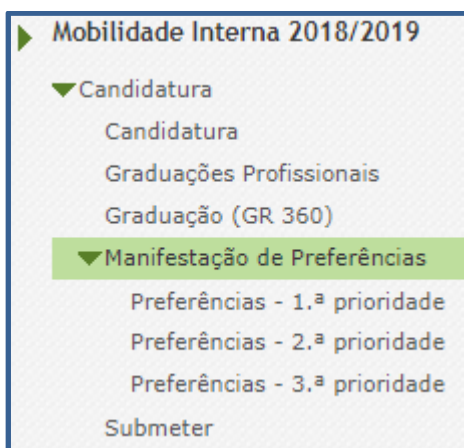 Mobilidade Interna 2018/2019
Candidatura
Candidatura
Graduações Profissionais
Graduação (GR 360)
Manifestação de Preferências
Preferências - 1.ª prioridade
Preferências - 2.ª prioridade
Preferências - 3.ª prioridade
Submeter